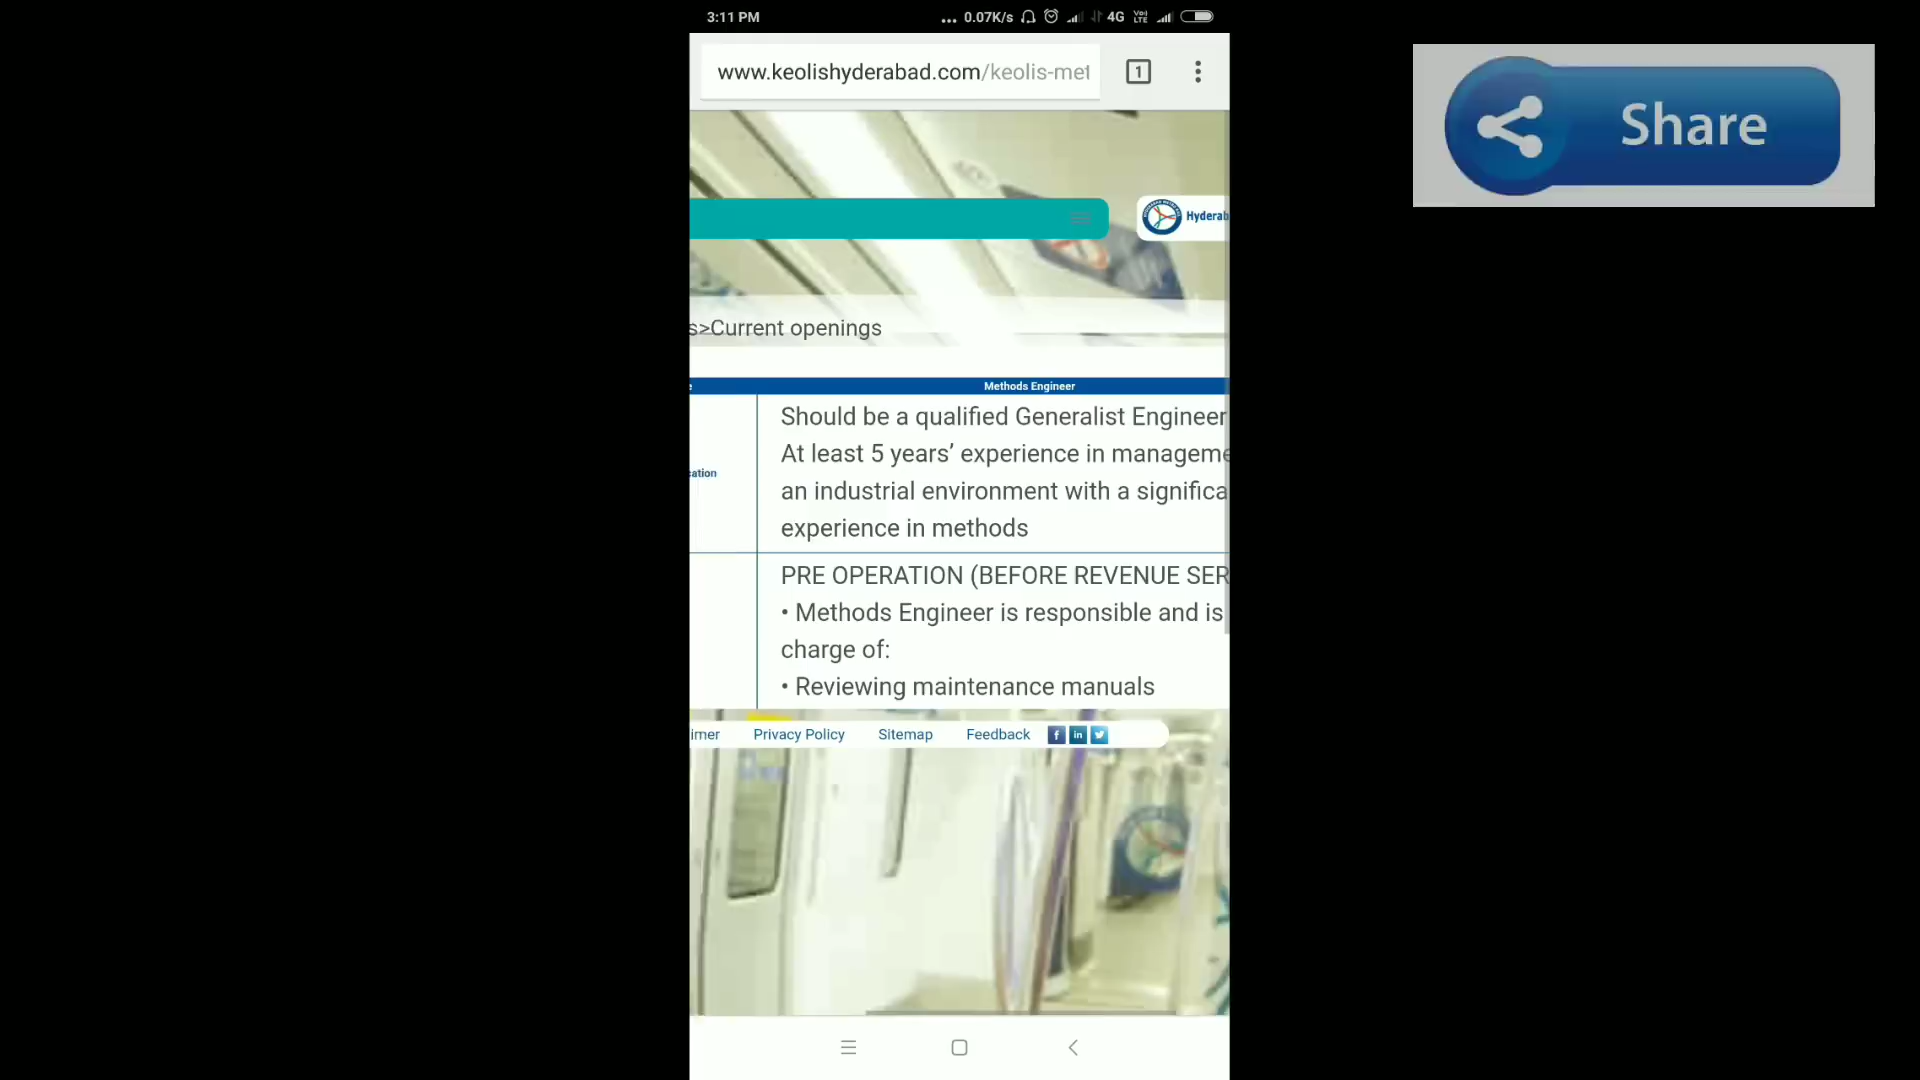 3:11 PM
... 0.07K/s 4G VoLTE
www.keolishyderabad.com/keolis-met
1
Share
Hyderab
s>Current openings
Methods Engineer
Should be a qualified Generalist Engineer
At least 5 years’ experience in manageme
cation
an industrial environment with a significa
experience in methods
PRE OPERATION (BEFORE REVENUE SER
• Methods Engineer is responsible and is
charge of:
• Reviewing maintenance manuals
imer Privacy Policy Sitemap Feedback f in